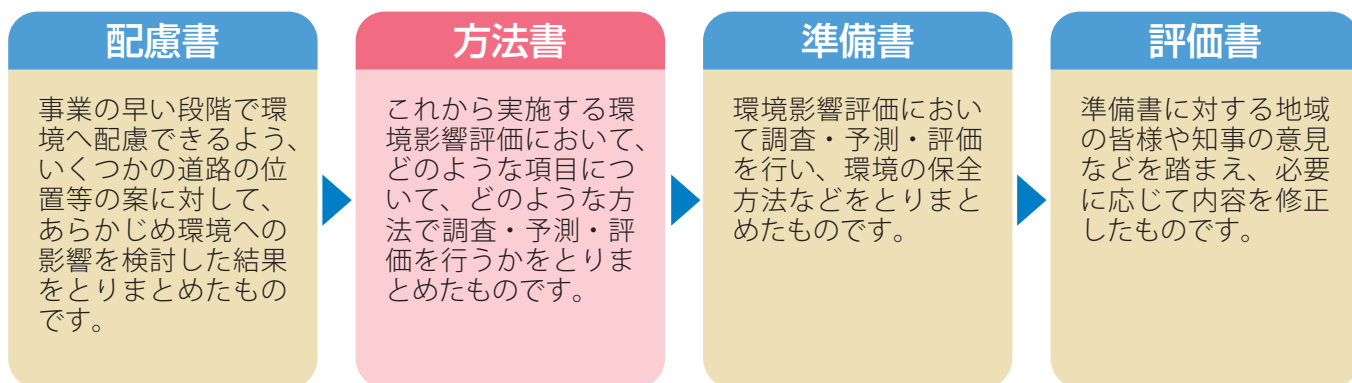 配慮書
事業の早い段階で環
境へ配慮できるよう、
いくつかの道路の位
置等の案に対して、
あらかじめ環境への
影響を検討した結果
をとりまとめたもの
です。
方法書
これから実施する環
境影響評価において、
どのような項目につ
いて、どのような方
法で調査・予測・評
価を行うかをとりま
とめたものです。
準備書
環境影響評価におい
て調査・予測・評価
を行い、環境の保全
方法などをとりまと
めたものです。
評価書
準備書に対する地域
の皆様や知事の意見
などを踏まえ、必要
に応じて内容を修正
したものです。